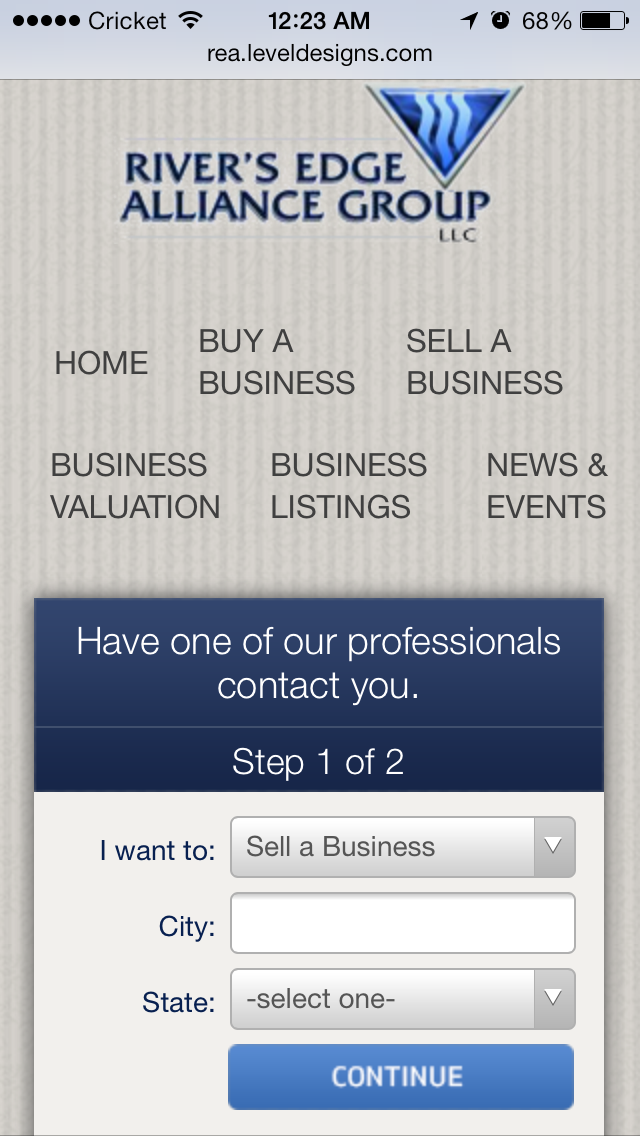 Cricket 12:23 AM 68%
rea.leveldesigns.com
RIVER'S EDGE
ALLIANCE GROUP
LLC
HOME
BUY A
BUSINESS
SELL A
BUSINESS
BUSINESS
VALUATION
BUSINESS
LISTINGS
NEWS &
EVENTS
Have one of our professionals
contact you.
Step 1 of 2
I want to: Sell a Business
City:
State: -select one-
CONTINUE